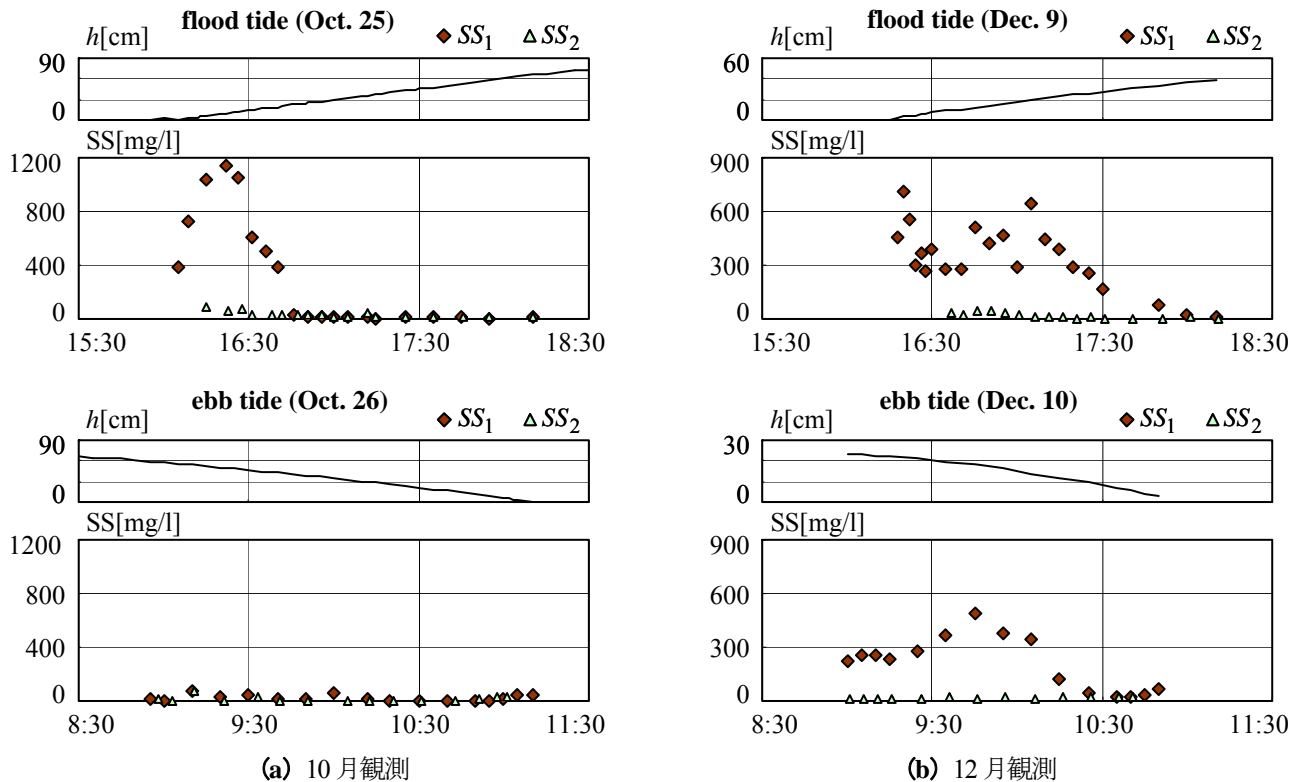 flood tide (Oct. 25)
h[cm]
SS1 SS2
90
0
SS[mg/l]
1200
800
400
0
15:30 16:30 17:30 18:30
flood tide (Dec. 9)
h[cm]
SS1 SS2
60
0
SS[mg/l]
900
600
300
0
15:30 16:30 17:30 18:30
ebb tide (Oct. 26)
h[cm]
SS1 SS2
90
0
SS[mg/l]
1200
800
400
0
8:30 9:30 10:30 11:30
(a) 10 月観測
ebb tide (Dec. 10)
h[cm]
SS1 SS2
30
0
SS[mg/l]
900
600
300
0
8:30 9:30 10:30 11:30
(b) 12 月観測